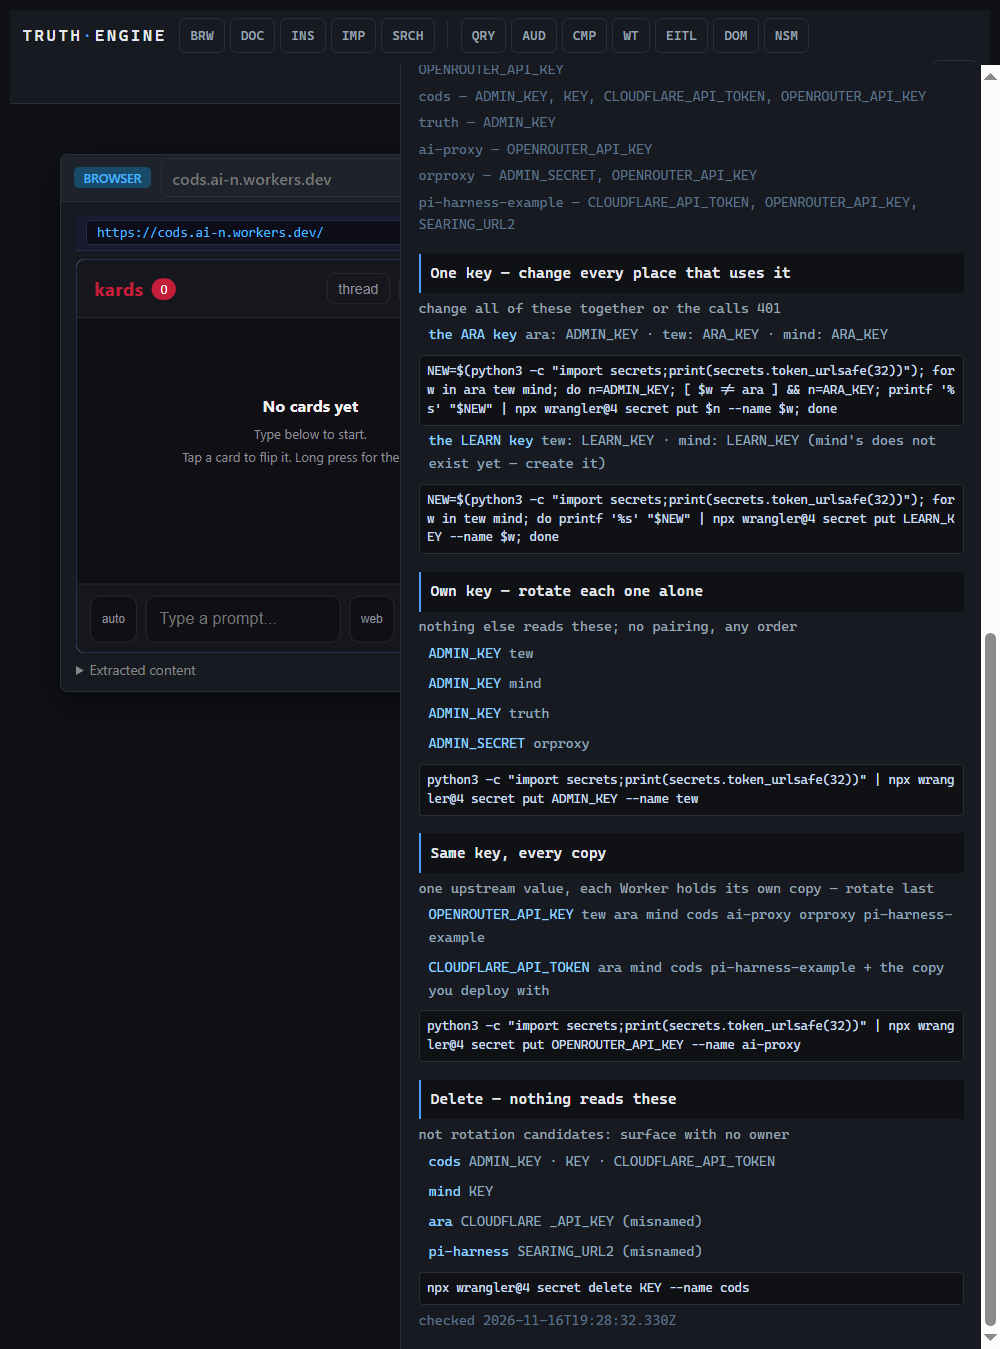 TRUTH·ENGINE BRW DOC INS IMP SRCH QRY AUD CMP WT EITL DOM NSM
BROWSER cods.ai-n.workers.dev
https://cods.ai-n.workers.dev/
kards 0 thread
No cards yet
Type below to start.
Tap a card to flip it. Long press for the
auto Type a prompt... web
▶ Extracted content
OPENROUTER_API_KEY
cods — ADMIN_KEY, KEY, CLOUDFLARE_API_TOKEN, OPENROUTER_API_KEY
truth — ADMIN_KEY
ai-proxy — OPENROUTER_API_KEY
orproxy — ADMIN_SECRET, OPENROUTER_API_KEY
pi-harness-example — CLOUDFLARE_API_TOKEN, OPENROUTER_API_KEY,
SEARING_URL2
One key — change every place that uses it
change all of these together or the calls 401
the ARA key ara: ADMIN_KEY · tew: ARA_KEY · mind: ARA_KEY
NEW=$(python3 -c "import secrets;print(secrets.token_urlsafe(32))"); for
w in ara tew mind; do n=ADMIN_KEY; [ $w != ara ] && n=ARA_KEY; printf '%
s' "$NEW" | npx wrangler@4 secret put $n --name $w; done
the LEARN key tew: LEARN_KEY · mind: LEARN_KEY (mind's does not
exist yet — create it)
NEW=$(python3 -c "import secrets;print(secrets.token_urlsafe(32))"); for
w in tew mind; do printf '%s' "$NEW" | npx wrangler@4 secret put LEARN_K
EY --name $w; done
Own key — rotate each one alone
nothing else reads these; no pairing, any order
ADMIN_KEY tew
ADMIN_KEY mind
ADMIN_KEY truth
ADMIN_SECRET orproxy
python3 -c "import secrets;print(secrets.token_urlsafe(32))" | npx wrang
ler@4 secret put ADMIN_KEY --name tew
Same key, every copy
one upstream value, each Worker holds its own copy — rotate last
OPENROUTER_API_KEY tew ara mind cods ai-proxy orproxy pi-harness-
example
CLOUDFLARE_API_TOKEN ara mind cods pi-harness-example + the copy
you deploy with
python3 -c "import secrets;print(secrets.token_urlsafe(32))" | npx wrang
ler@4 secret put OPENROUTER_API_KEY --name ai-proxy
Delete — nothing reads these
not rotation candidates: surface with no owner
cods ADMIN_KEY · KEY · CLOUDFLARE_API_TOKEN
mind KEY
ara CLOUDFLARE _API_KEY (misnamed)
pi-harness SEARING_URL2 (misnamed)
npx wrangler@4 secret delete KEY --name cods
checked 2026-11-16T19:28:32.330Z